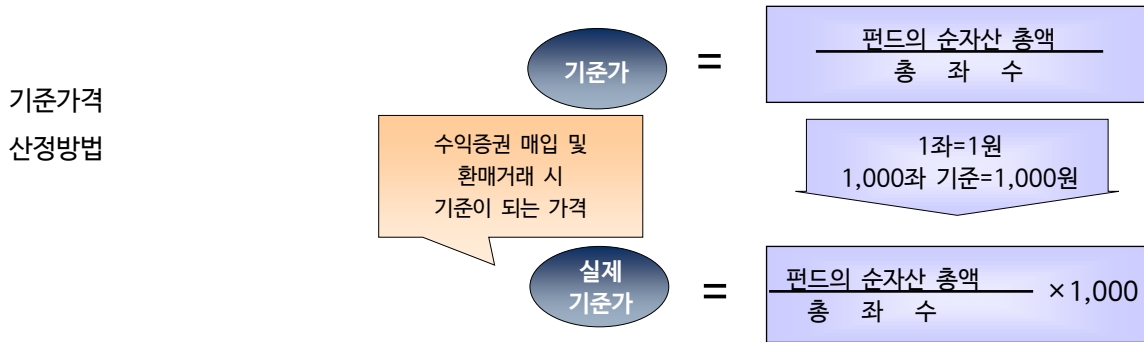 기준가격
산정방법
기준가
=
펀드의 순자산 총액
총 좌 수
수익증권 매입 및
환매거래 시
기준이 되는 가격
1좌=1원
1,000좌 기준=1,000원
실제
기준가
=
펀드의 순자산 총액
총 좌 수
×1,000